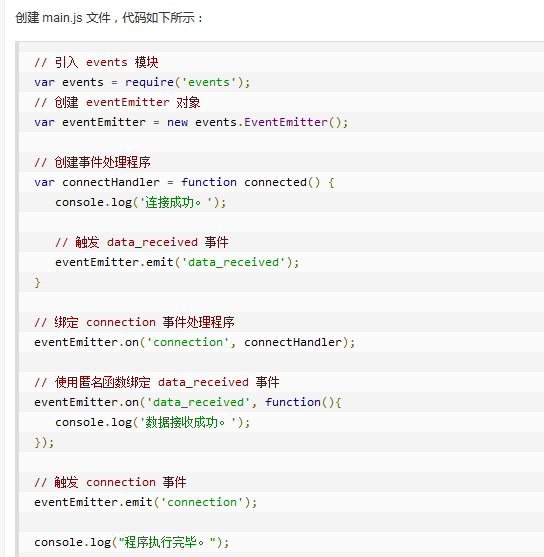 创建 main.js 文件，代码如下所示：
// 引入 events 模块
var events = require('events');
// 创建 eventEmitter 对象
var eventEmitter = new events.EventEmitter();
// 创建事件处理程序
var connectHandler = function connected() {
   console.log('连接成功。');
   // 触发 data_received 事件
   eventEmitter.emit('data_received');
}
// 绑定 connection 事件处理程序
eventEmitter.on('connection', connectHandler);
// 使用匿名函数绑定 data_received 事件
eventEmitter.on('data_received', function(){
   console.log('数据接收成功。');
});
// 触发 connection 事件
eventEmitter.emit('connection');
console.log("程序执行完毕。");